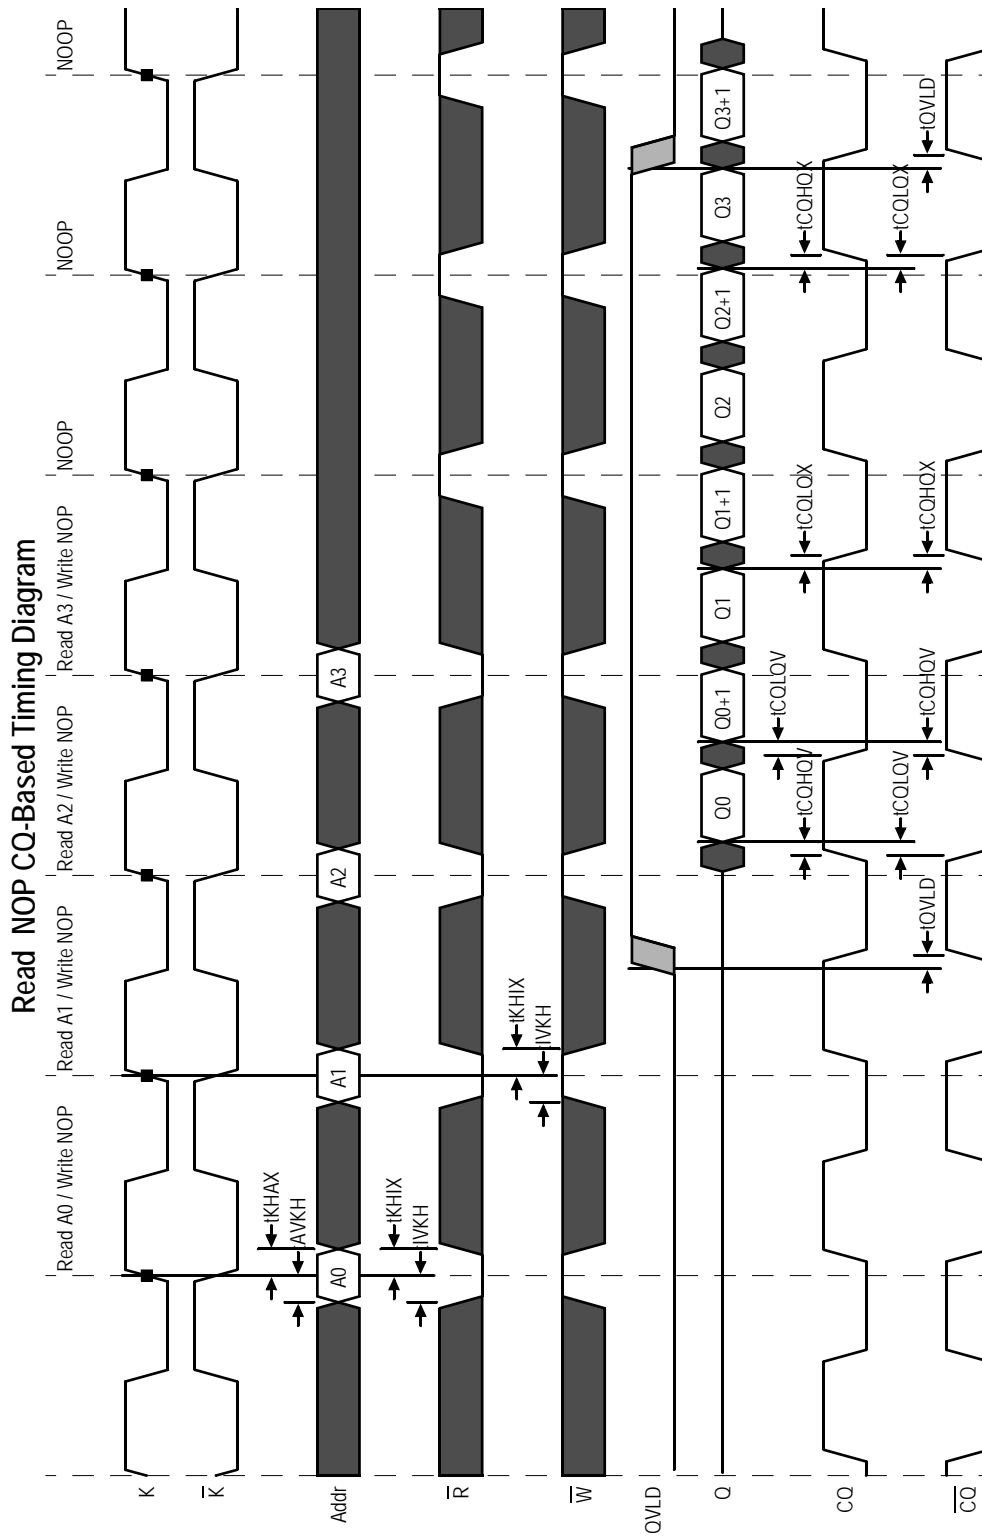 Read NOP CQ-Based Timing Diagram
Read A0 / Write NOP
Read A1 / Write NOP
Read A2 / Write NOP
Read A3 / Write NOP
NOOP
NOOP
NOOP
K
K
tKHAX
tAVKH
Addr
A0
A1
A2
A3
tKHIX
tIVKH
R
tKHIX
tIVKH
W
QVLD
Q
Q0
Q0+1
Q1
Q1+1
Q2
Q2+1
Q3
Q3+1
tCQLQV
tCQHQV
tCQLQX
tCQHQX
CQ
tCQLQV
tCQLQX
tQVLD
tCQHQV
tCQHQX
tQVLD
CQ